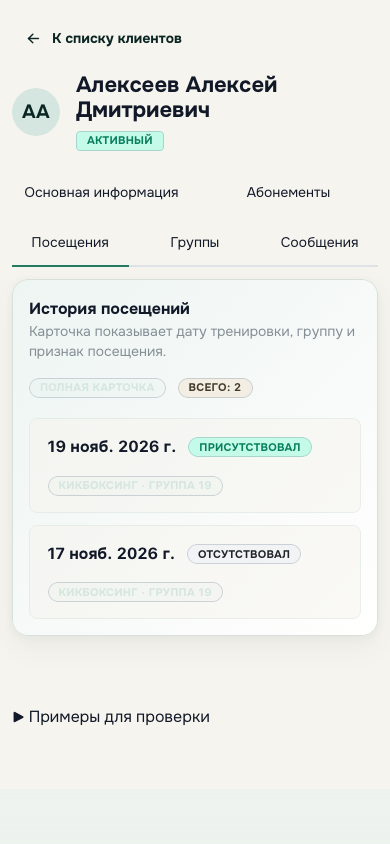 ← К списку клиентов
АА
Алексеев Алексей
Дмитриевич
АКТИВНЫЙ
Основная информация
Абонементы
Посещения
Группы
Сообщения
История посещений
Карточка показывает дату тренировки, группу и
признак посещения.
ПОЛНАЯ КАРТОЧКА
ВСЕГО: 2
19 нояб. 2026 г.
ПРИСУТСТВОВАЛ
КИКБОКСИНГ · ГРУППА 19
17 нояб. 2026 г.
ОТСУТСТВОВАЛ
КИКБОКСИНГ · ГРУППА 19
▶ Примеры для проверки